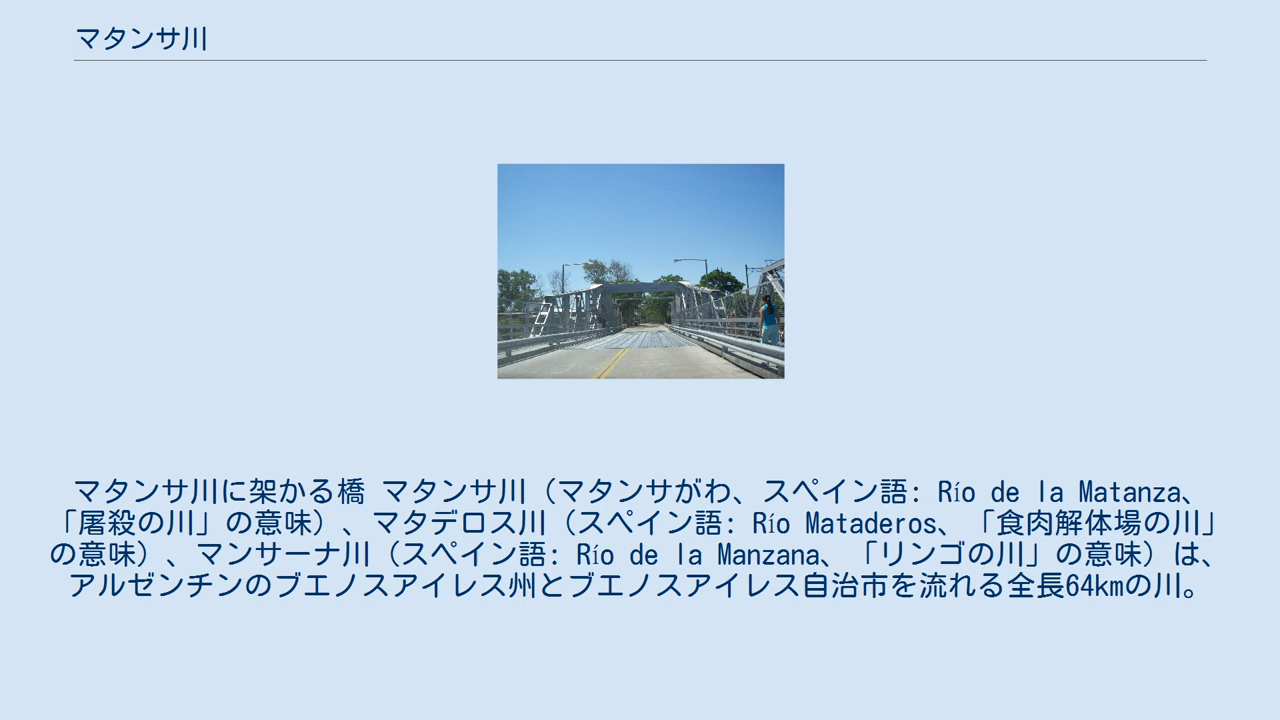 マタンサ川
マタンサ川に架かる橋 マタンサ川（マタンサがわ、スペイン語: Río de la Matanza、
「屠殺の川」の意味）、マタデロス川（スペイン語: Río Mataderos、「食肉解体場の川」
の意味）、マンサーナ川（スペイン語: Río de la Manzana、「リンゴの川」の意味）は、
アルゼンチンのブエノスアイレス州とブエノスアイレス自治市を流れる全長64kmの川。